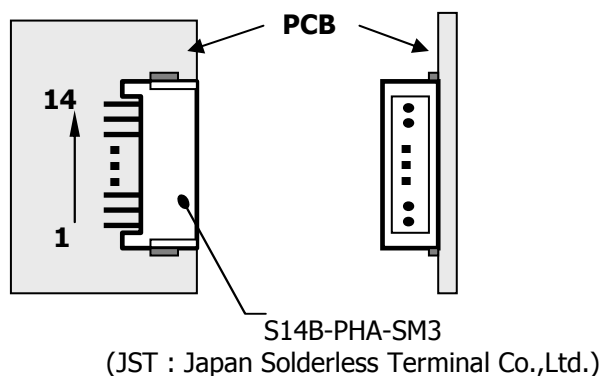 PCB
14
1
S14B-PHA-SM3
(JST : Japan Solderless Terminal Co.,Ltd.)